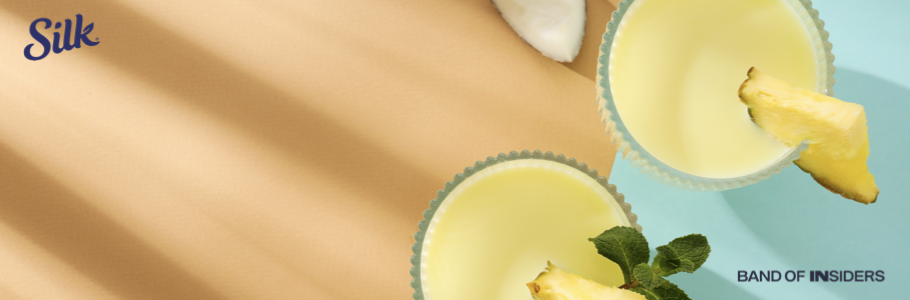 Silk
BAND OF INSIDERS